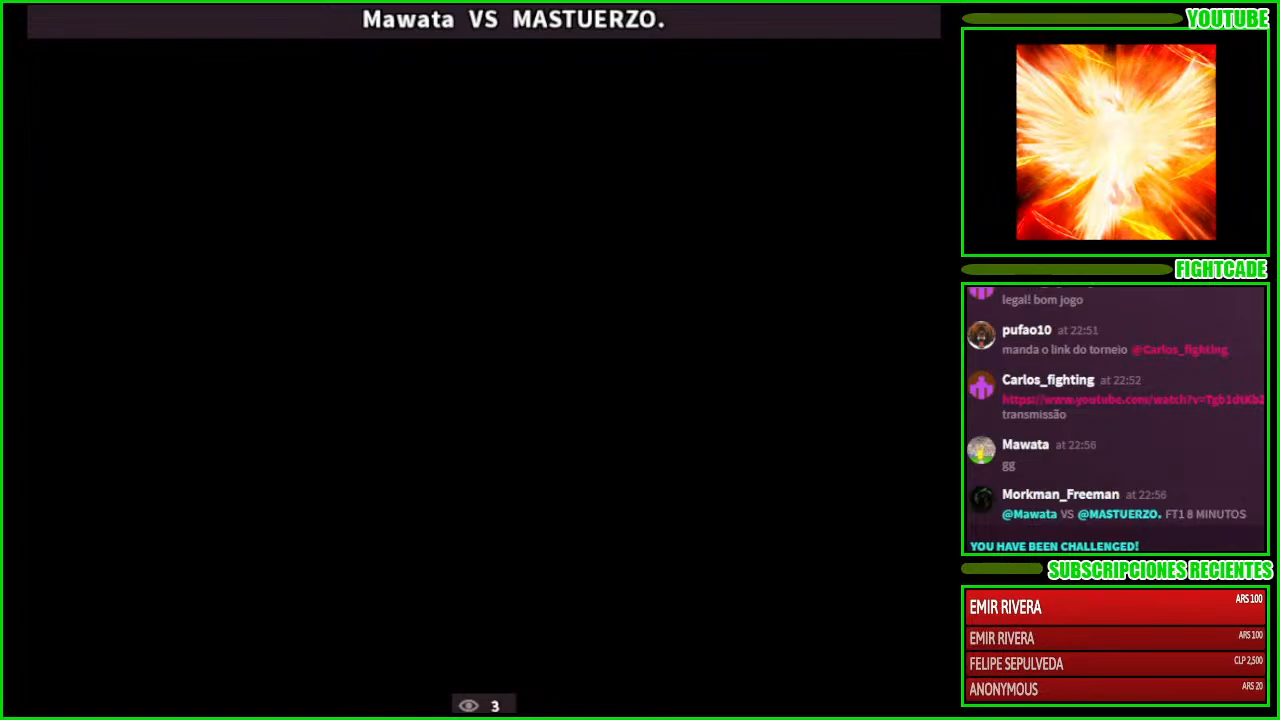 Mawata VS MASTUERZO.
3
YOUTUBE
FIGHTCADE
legal! bom jogo
pufao10 at 22:51
manda o link do torneio @Carlos_fighting
Carlos_fighting at 22:52
transmissão
Mawata at 22:56
gg
Morkman_Freeman at 22:56
@Mawata VS @MASTUERZO. FT1 8 MINUTOS
YOU HAVE BEEN CHALLENGED!
SUBSCRIPCIONES RECIENTES
EMIR RIVERA ARS 100
EMIR RIVERA ARS 100
FELIPE SEPULVEDA CLP 2,500
ANONYMOUS ARS 20